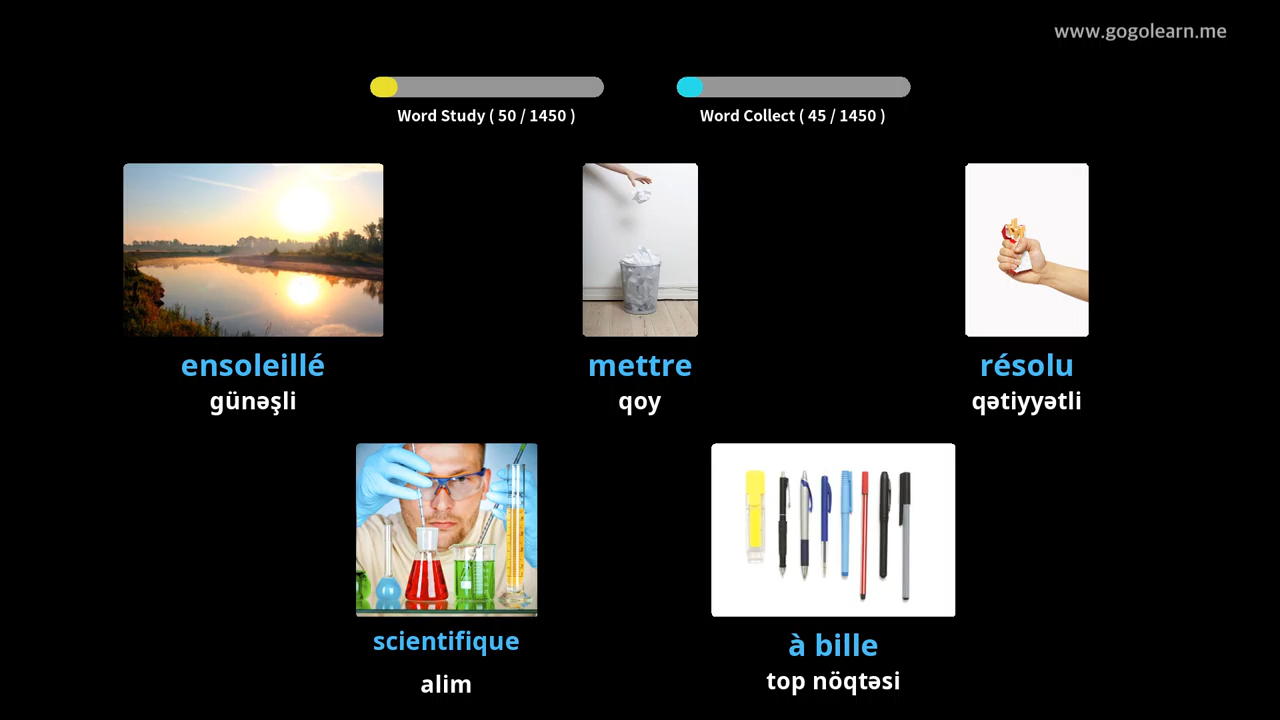 www.gogolearn.me
Word Study ( 50 / 1450 )
Word Collect ( 45 / 1450 )
ensoleillé
günəşli
mettre
qoy
résolu
qətiyyətli
scientifique
alim
à bille
top nöqtəsi